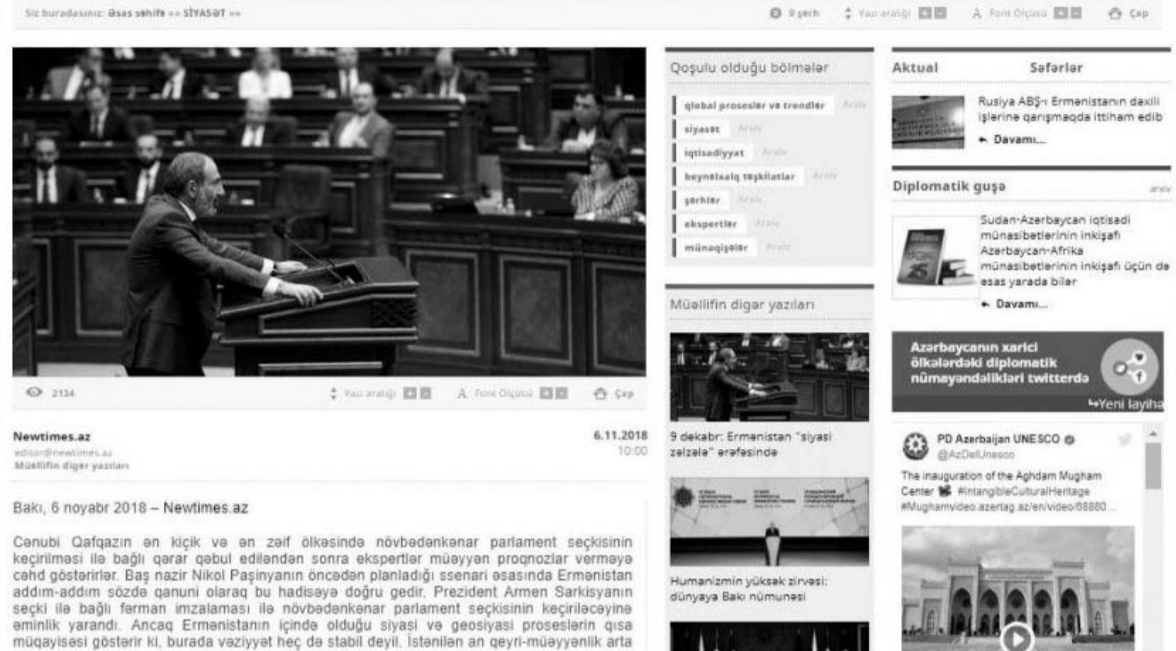 Siz buradasınız: Əsas səhifə »» SİYASƏT »»
0 şərh
Yazı aralığı
A Font Ölçüsü
Çap
2134
Yazı aralığı
A Font Ölçüsü
Çap
Newtimes.az
editor@newtimes.az
Müəllifin digər yazıları
6.11.2018
10:00
Bakı, 6 noyabr 2018 – Newtimes.az
Cənubi Qafqazın ən kiçik və ən zəif ölkəsində növbədənkənar parlament seçkisinin
keçirilməsi ilə bağlı qərar qəbul ediləndən sonra ekspertlər müəyyən proqnozlar verməyə
cəhd göstərirlər. Baş nazir Nikol Paşinyanın öncədən planladığı ssenari əsasında Ermənistan
addım-addım sözdə qanuni olaraq bu hadisəyə doğru gedir. Prezident Armen Sarkisyanın
seçki ilə bağlı fərman imzalaması ilə növbədənkənar parlament seçkisinin keçiriləcəyinə
əminlik yarandı. Ancaq Ermənistanın içində olduğu siyasi və geosiyasi proseslərin qısa
müqayisəsi göstərir ki, burada vəziyyət heç də stabil deyil. İstənilən an qeyri-müəyyənlik arta
Qoşulu olduğu bölmələr
qlobal proseslər və trendlər Arxiv
siyasət Arxiv
iqtisadiyyat Arxiv
beynəlxalq təşkilatlar Arxiv
şərhlər Arxiv
ekspertlər Arxiv
münaqişələr Arxiv
Müəllifin digər yazıları
9 dekabr: Ermənistan "siyasi
zəlzələ" ərəfəsində
Humanizmin yüksək zirvəsi:
dünyaya Bakı nümunəsi
Aktual
Səfərlər
Rusiya ABŞ-ı Ermənistanın daxili
işlərinə qarışmaqda ittiham edib
Davamı...
Diplomatik guşə
arxiv
Sudan-Azərbaycan iqtisadi
münasibətlərinin inkişafı
Azərbaycan-Afrika
münasibətlərinin inkişafı üçün də
əsas yarada bilər
Davamı...
Azərbaycanın xarici
ölkələrdəki diplomatik
nümayəndəlikləri twitterdə
Yeni layihə
PD Azerbaijan UNESCO
@AzDelUnesco
The inauguration of the Aghdam Mugham
Center #IntangibleCulturalHeritage
#Mughamvideo.azertag.az/en/video/88880...